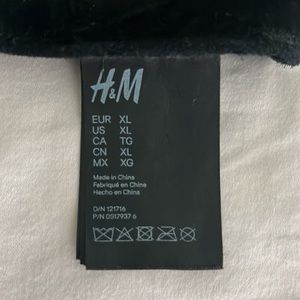 H&M
EUR XL
US XL
CA TG
CN XL
MX XG
Made in China
Fabriqué en China
Hecho en China
O/N 121716
P/N 0517937 6